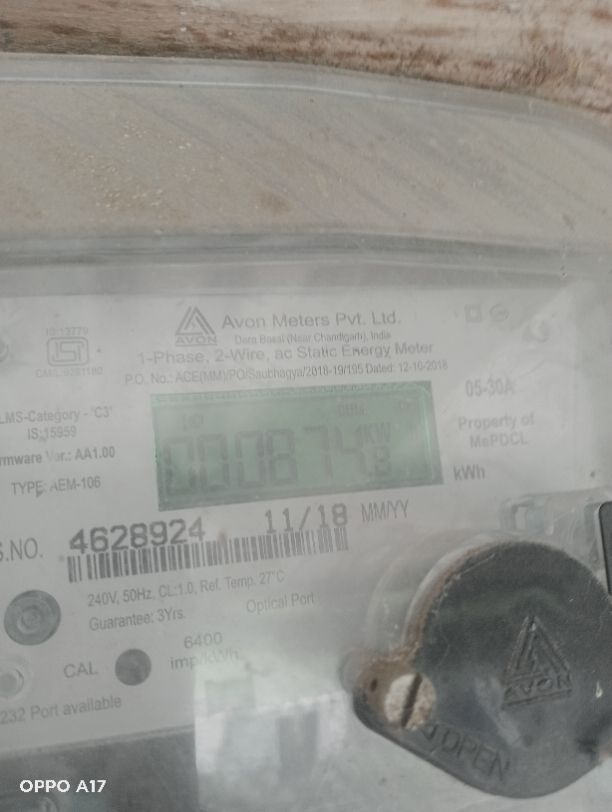 Avon Meters Pvt. Ltd.
AVON
Dera Bassi (Near Chandigarh), India
1-Phase, 2-Wire, ac Static Energy Meter
P.O. No.: ACE(MM)/PO/Saubhagya/2018-19/195 Dated: 12-10-2018
IS:13779
ISI
05-30A
LMS-Category - 'C3'
IS:15959
Property of
MePDCL
rmware Ver.: AA1.00
TYPE: AEM-106
000874
KW
kWh
S.NO. 4628924 11/18 MM/YY
240V, 50Hz, CL:1.0, Ref. Temp. 27°C
Guarantee: 3Yrs. Optical Port
6400
CAL imp/kWh
232 Port available
AVON
OPEN
OPPO A17